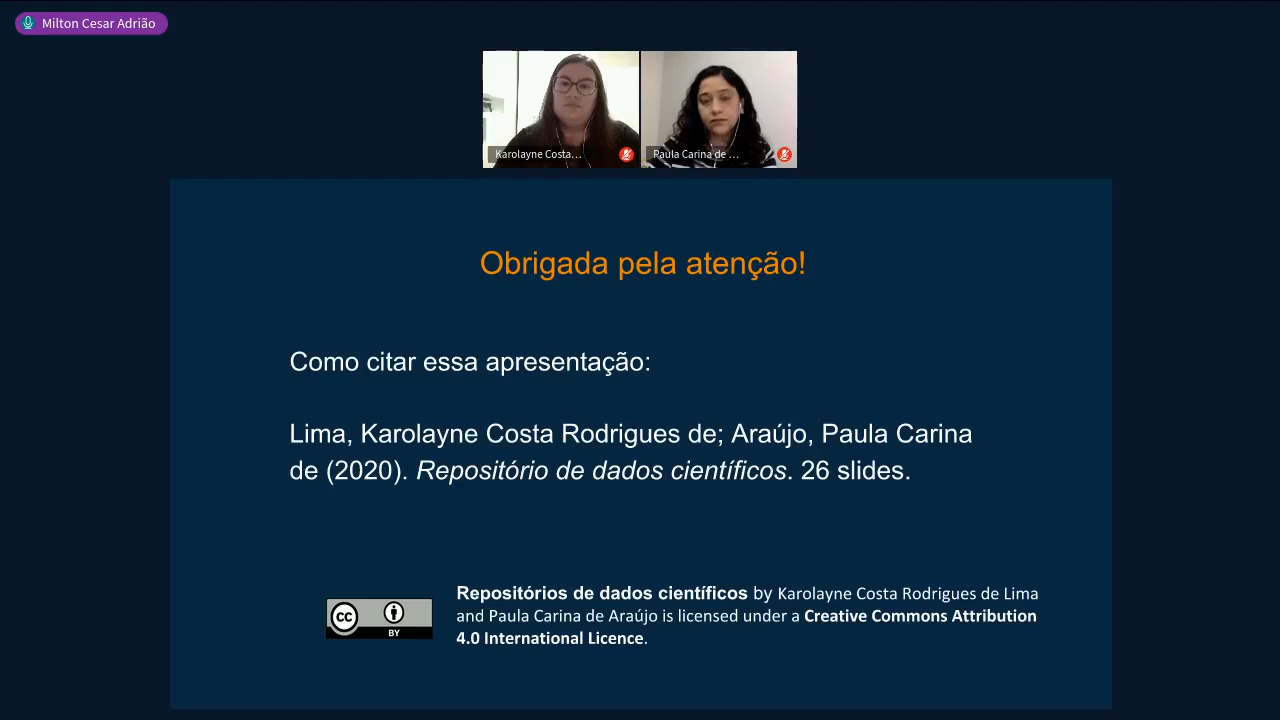 Milton Cesar Adrião
Karolayne Costa...
Paula Carina de ...
Obrigada pela atenção!
Como citar essa apresentação:
Lima, Karolayne Costa Rodrigues de; Araújo, Paula Carina
de (2020). Repositório de dados científicos. 26 slides.
Repositórios de dados científicos by Karolayne Costa Rodrigues de Lima
and Paula Carina de Araújo is licensed under a Creative Commons Attribution
4.0 International Licence.
cc
BY